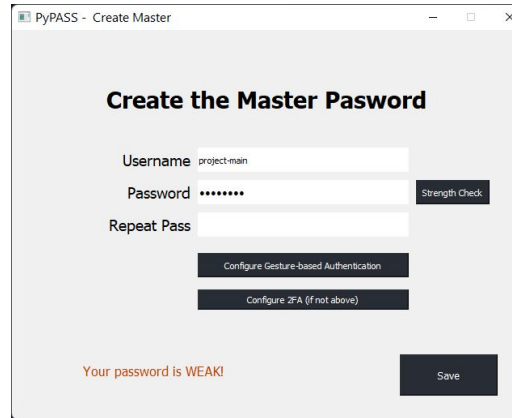 PyPASS - Create Master
Create the Master Pasword
Username project-main
Password •••••••• Strength Check
Repeat Pass
Configure Gesture-based Authentication
Configure 2FA (if not above)
Your password is WEAK! Save